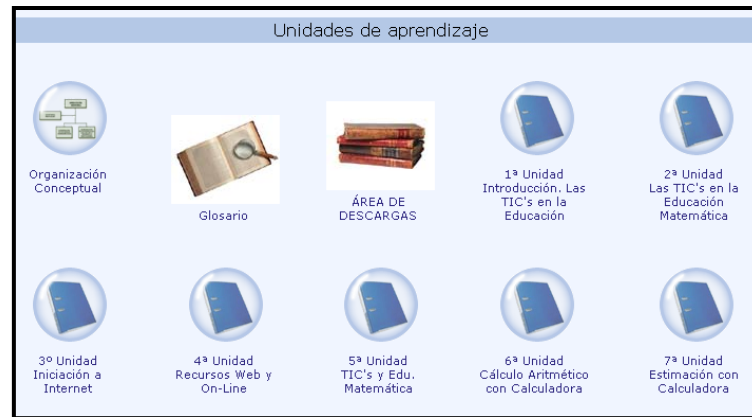 Unidades de aprendizaje
Organización
Conceptual
Glosario
ÁREA DE
DESCARGAS
1ª Unidad
Introducción. Las
TIC's en la
Educación
2ª Unidad
Las TIC's en la
Educación
Matemática
3º Unidad
Iniciación a
Internet
4ª Unidad
Recursos Web y
On-Line
5ª Unidad
TIC's y Edu.
Matemática
6ª Unidad
Cálculo Aritmético
con Calculadora
7ª Unidad
Estimación con
Calculadora